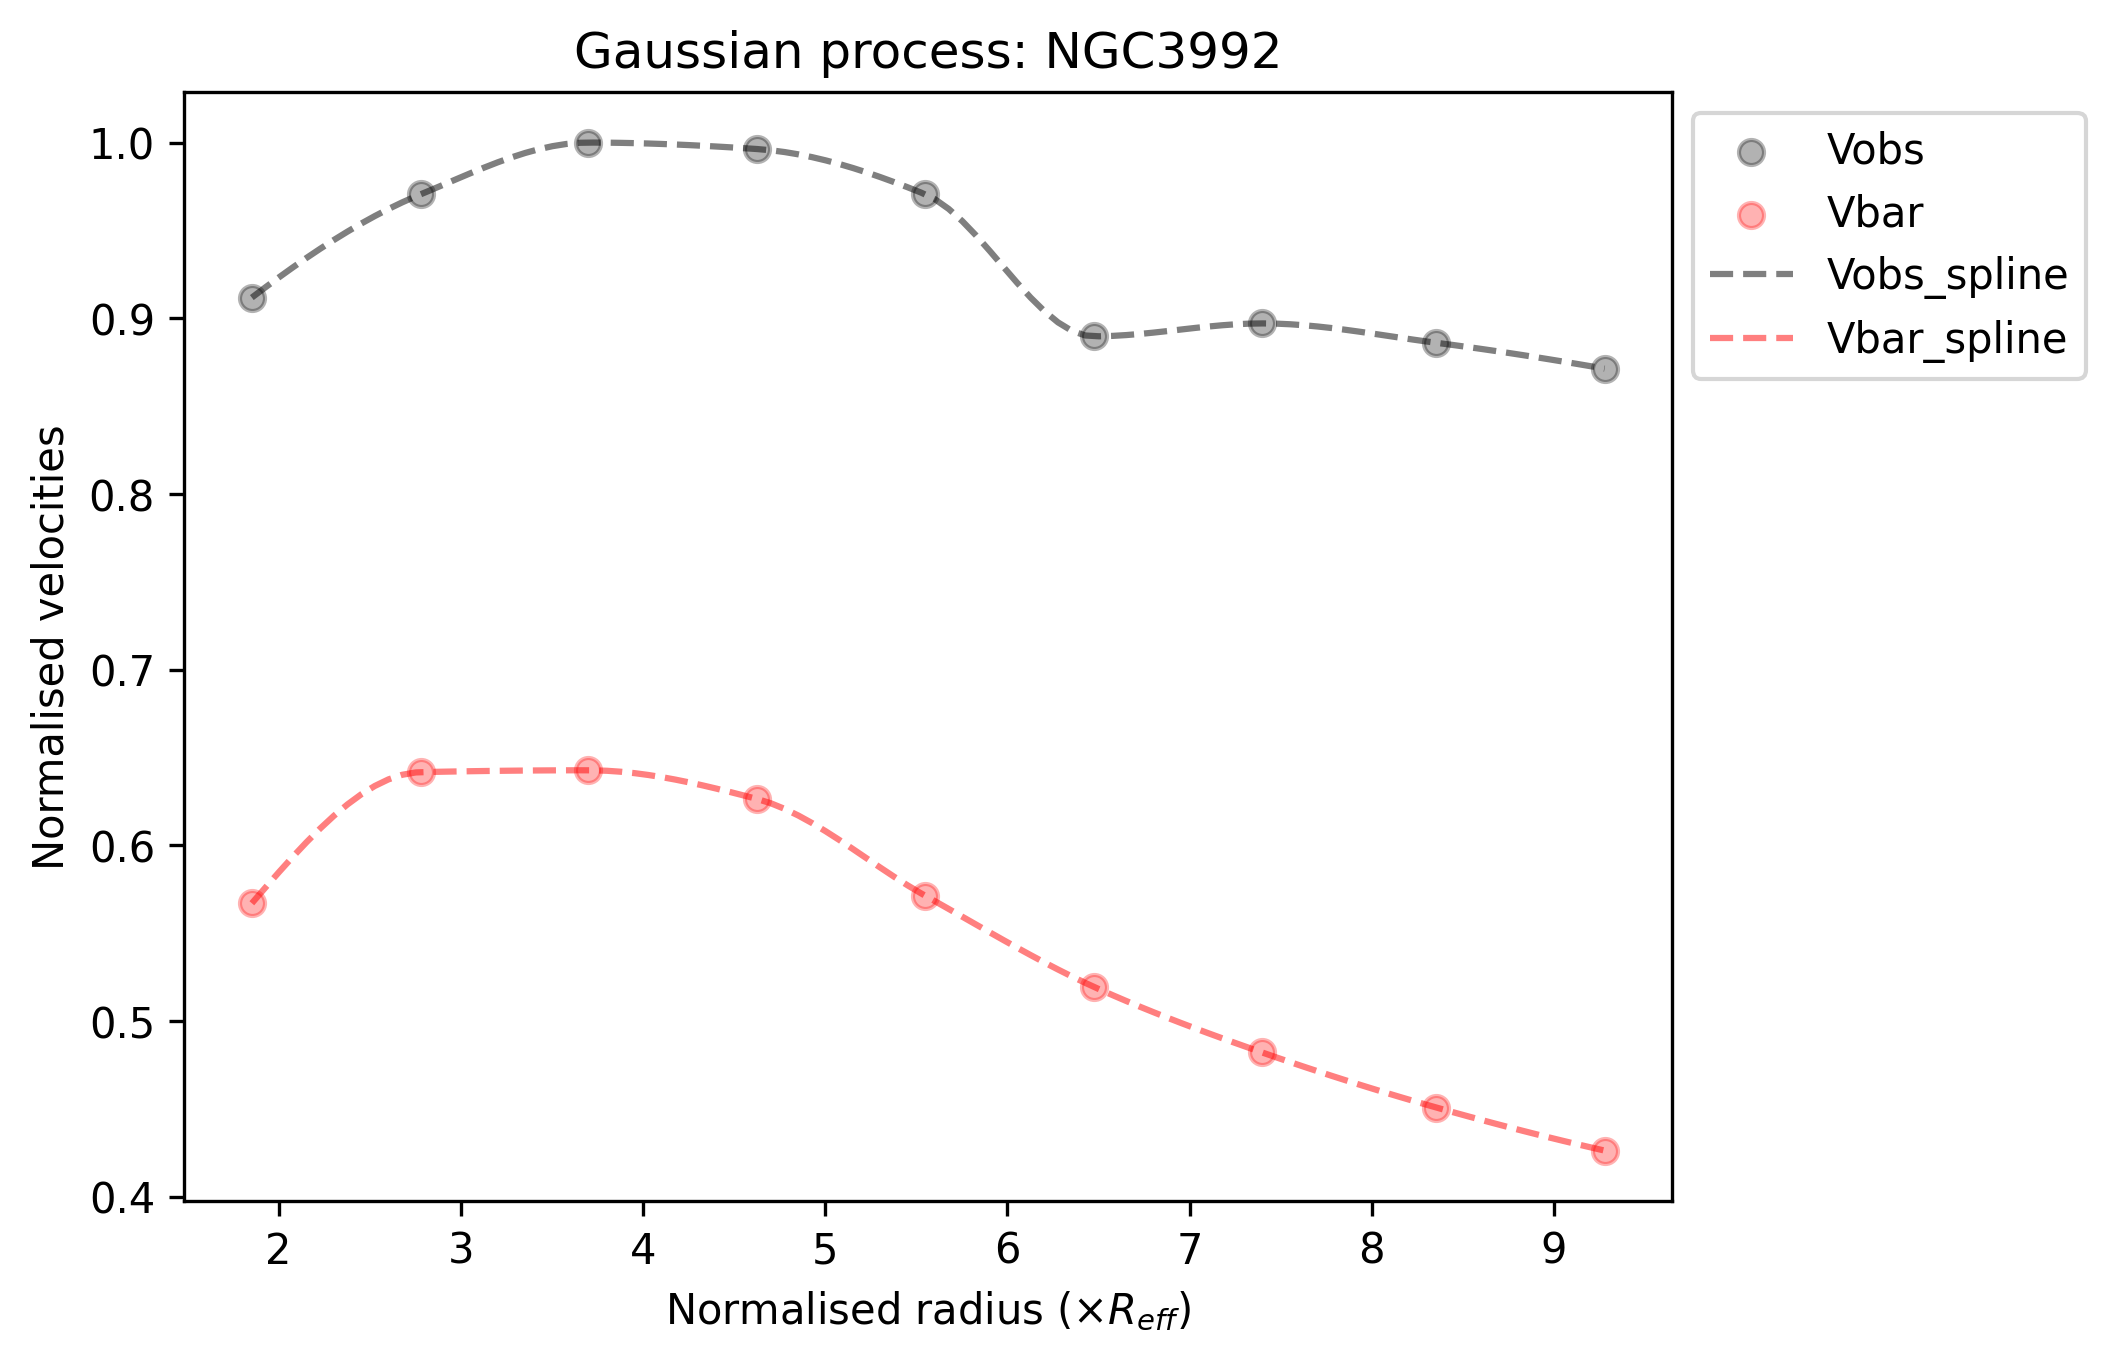 Gaussian process: NGC3992
Vobs
Vbar
Vobs_spline
Vbar_spline
Normalised velocities
1.0
0.9
0.8
0.7
0.6
0.5
0.4
2 3 4 5 6 7 8 9
Normalised radius (×R_eff)